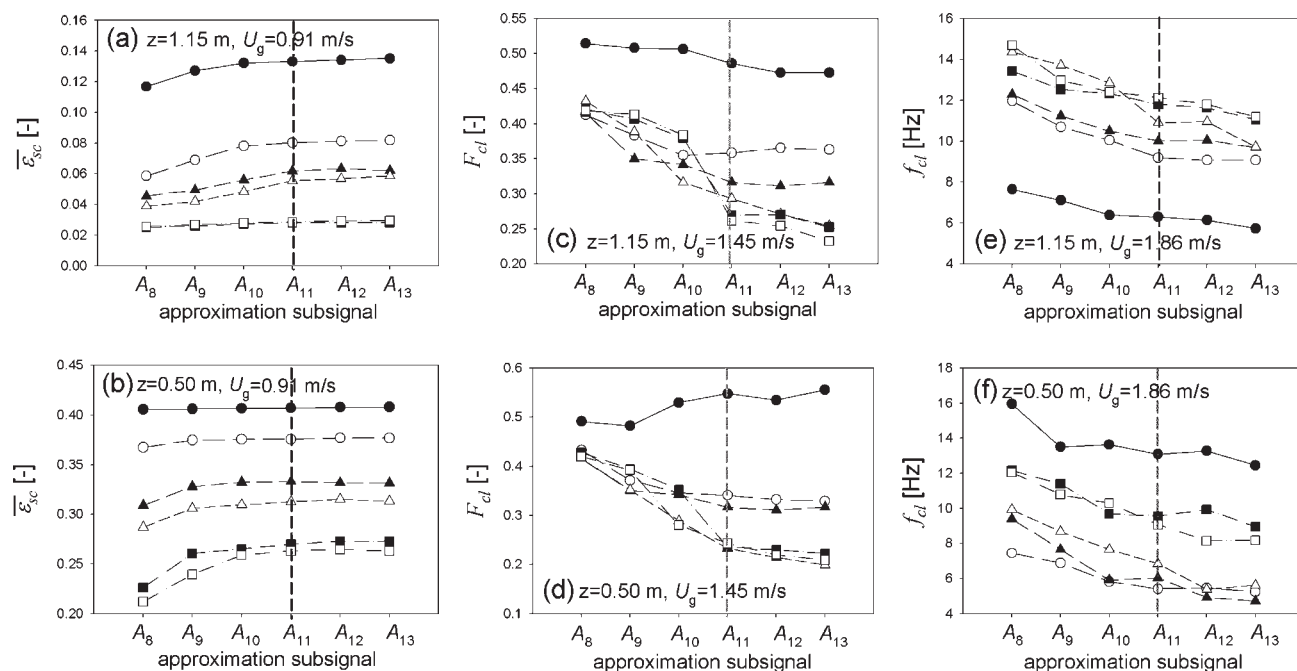 (a) z=1.15 m, Ug=0.91 m/s
ε̅sc [-]
0.16
0.14
0.12
0.10
0.08
0.06
0.04
0.02
0.00
A8 A9 A10 A11 A12 A13
approximation subsignal
(c) z=1.15 m, Ug=1.45 m/s
Fcl [-]
0.55
0.50
0.45
0.40
0.35
0.30
0.25
0.20
A8 A9 A10 A11 A12 A13
approximation subsignal
(e) z=1.15 m, Ug=1.86 m/s
fcl [Hz]
16
14
12
10
8
6
4
A8 A9 A10 A11 A12 A13
approximation subsignal
(b) z=0.50 m, Ug=0.91 m/s
ε̅sc [-]
0.45
0.40
0.35
0.30
0.25
0.20
A8 A9 A10 A11 A12 A13
approximation subsignal
(d) z=0.50 m, Ug=1.45 m/s
Fcl [-]
0.6
0.5
0.4
0.3
0.2
0.1
A8 A9 A10 A11 A12 A13
approximation subsignal
(f) z=0.50 m, Ug=1.86 m/s
fcl [Hz]
18
16
14
12
10
8
6
4
A8 A9 A10 A11 A12 A13
approximation subsignal